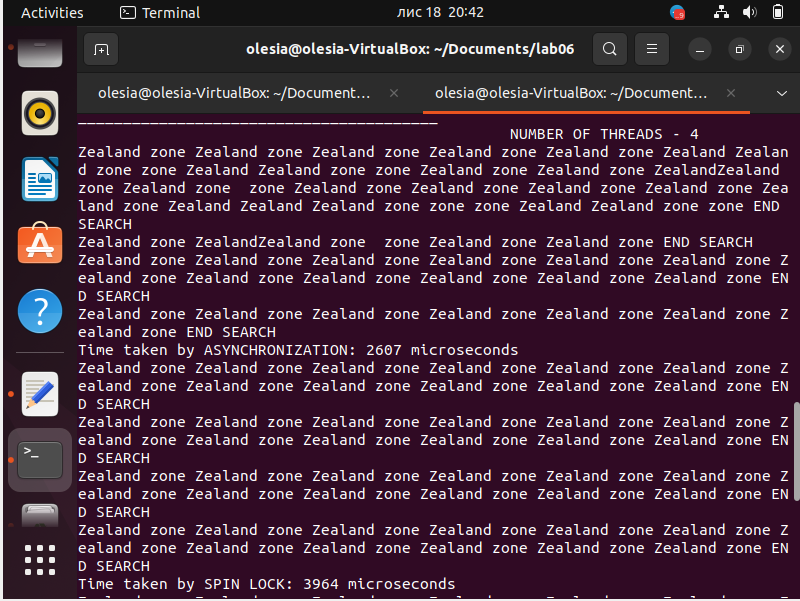 Activities Terminal лис 18 20:42
olesia@olesia-VirtualBox: ~/Documents/lab06
olesia@olesia-VirtualBox: ~/Document... olesia@olesia-VirtualBox: ~/Document...
NUMBER OF THREADS - 4
Zealand zone Zealand zone Zealand zone Zealand zone Zealand zone Zealand Zealan
d zone zone Zealand Zealand zone zone Zealand zone Zealand zone ZealandZealand
zone Zealand zone  zone Zealand zone Zealand zone Zealand zone Zealand zone Zea
land zone Zealand Zealand Zealand zone zone zone Zealand Zealand zone zone END
SEARCH
Zealand zone ZealandZealand zone  zone Zealand zone Zealand zone END SEARCH
Zealand zone Zealand zone Zealand zone Zealand zone Zealand zone Zealand zone Z
ealand zone Zealand zone Zealand zone Zealand zone Zealand zone Zealand zone EN
D SEARCH
Zealand zone Zealand zone Zealand zone Zealand zone Zealand zone Zealand zone Z
ealand zone END SEARCH
Time taken by ASYNCHRONIZATION: 2607 microseconds
Zealand zone Zealand zone Zealand zone Zealand zone Zealand zone Zealand zone Z
ealand zone Zealand zone Zealand zone Zealand zone Zealand zone Zealand zone EN
D SEARCH
Zealand zone Zealand zone Zealand zone Zealand zone Zealand zone Zealand zone Z
ealand zone Zealand zone Zealand zone Zealand zone Zealand zone Zealand zone EN
D SEARCH
Zealand zone Zealand zone Zealand zone Zealand zone Zealand zone Zealand zone Z
ealand zone Zealand zone Zealand zone Zealand zone Zealand zone Zealand zone EN
D SEARCH
Zealand zone Zealand zone Zealand zone Zealand zone Zealand zone Zealand zone Z
ealand zone Zealand zone Zealand zone Zealand zone Zealand zone Zealand zone EN
D SEARCH
Time taken by SPIN LOCK: 3964 microseconds